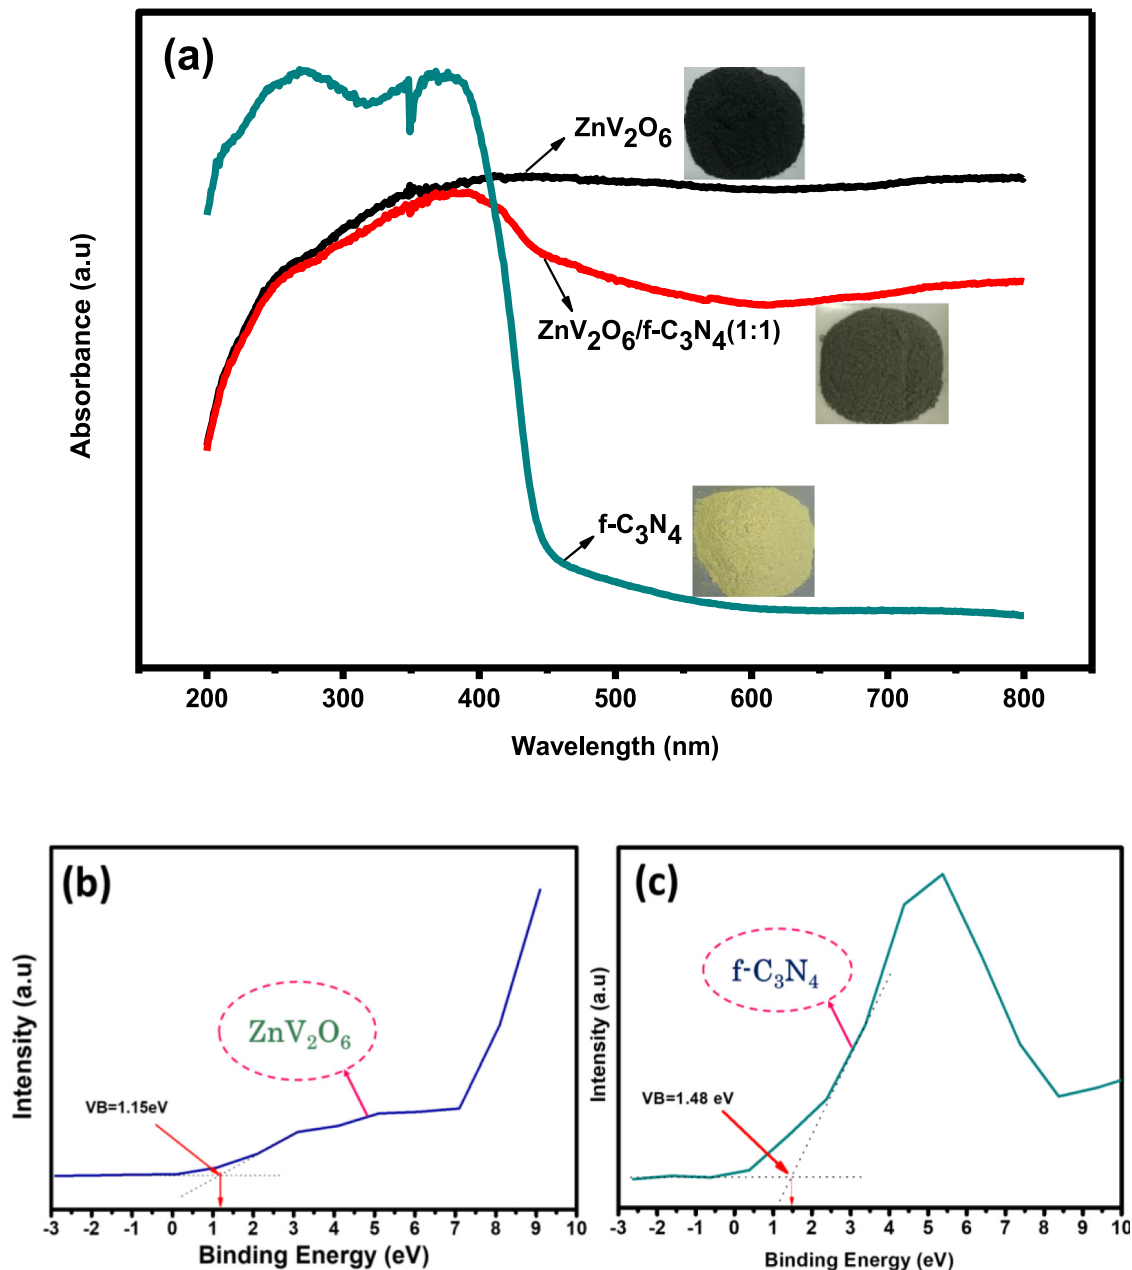 (a)
ZnV₂O₆
ZnV₂O₆/f-C₃N₄(1:1)
f-C₃N₄
Absorbance (a.u)
200 300 400 500 600 700 800
Wavelength (nm)
(b)
ZnV₂O₆
VB=1.15eV
Intensity (a.u)
-3 -2 -1 0 1 2 3 4 5 6 7 8 9 10
Binding Energy (eV)
(c)
f-C₃N₄
VB=1.48 eV
Intensity (a.u)
-3 -2 -1 0 1 2 3 4 5 6 7 8 9 10
Binding Energy (eV)